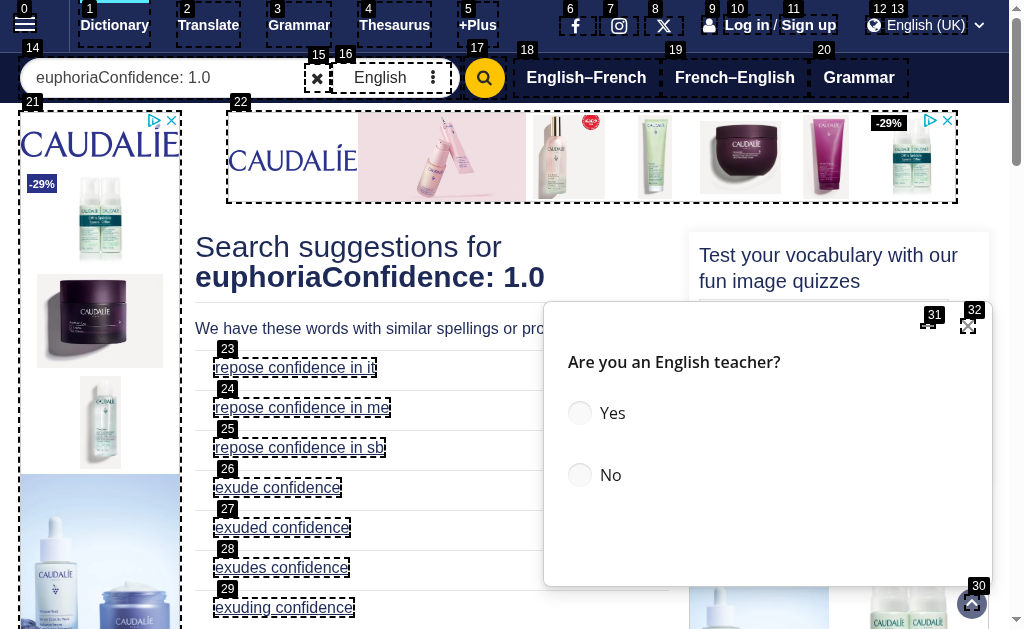 0 1 2 3 4 5 6 7 8 9 10 12 13
Dictionary Translate Grammar Thesaurus +Plus Log in / Sign up English (UK)
14 15 16 17 18 19 20
euphoriaConfidence: 1.0 English English–French French–English Grammar
21 22
CAUDALÍE
-29%
CAUDALÍE
-29%
Search suggestions for
euphoriaConfidence: 1.0
We have these words with similar spellings or pro
23
repose confidence in it
24
repose confidence in me
25
repose confidence in sb
26
exude confidence
27
exuded confidence
28
exudes confidence
29
exuding confidence
Test your vocabulary with our
fun image quizzes
31 32
Are you an English teacher?
Yes
No
30
CAUDALÍE
CAUDALÍE
CAUDALÍE